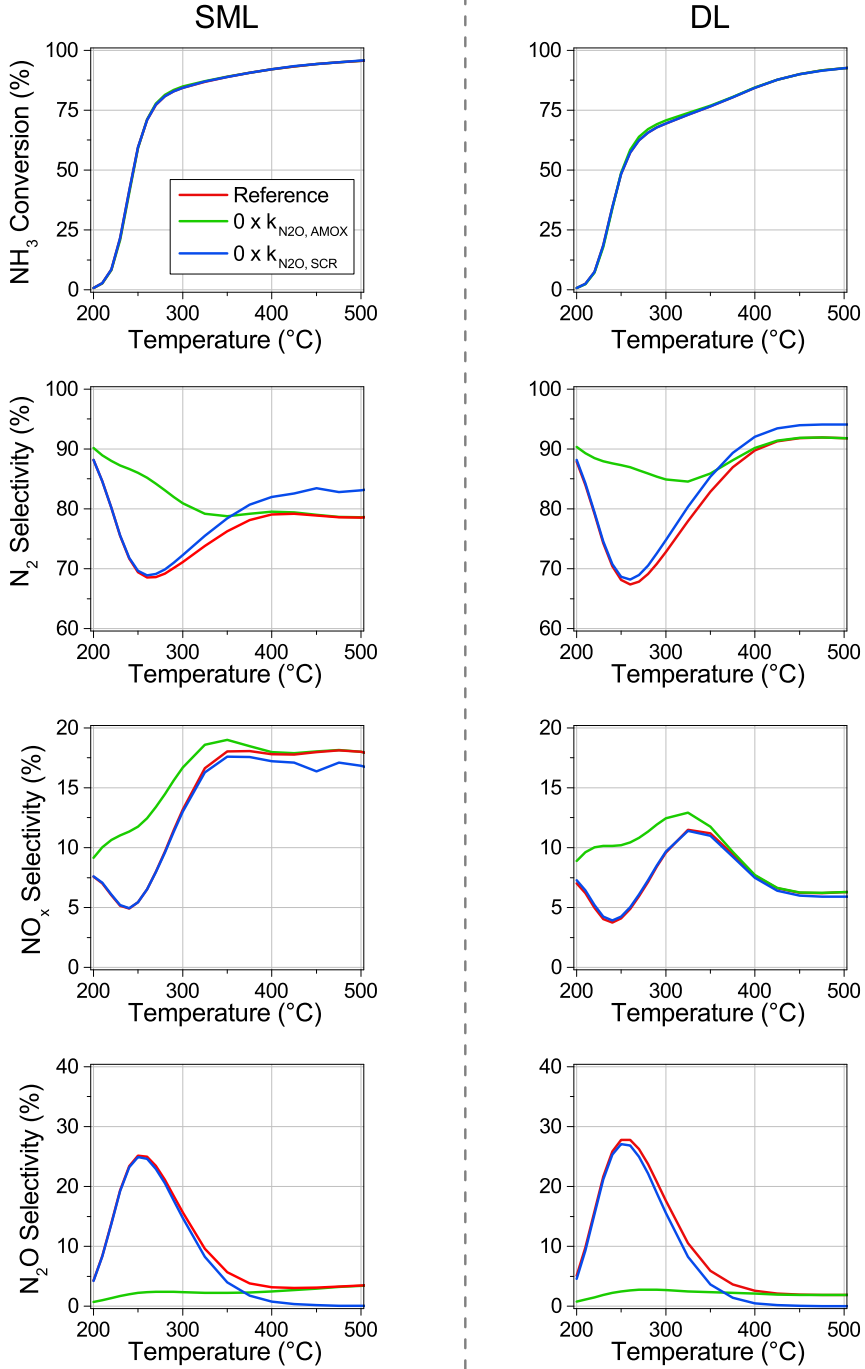 SML
DL
NH3 Conversion (%)
100
75
50
25
0
Reference
0 x kN2O, AMOX
0 x kN2O, SCR
200 300 400 500
Temperature (°C)
100
75
50
25
0
200 300 400 500
Temperature (°C)
N2 Selectivity (%)
100
90
80
70
60
200 300 400 500
Temperature (°C)
100
90
80
70
60
200 300 400 500
Temperature (°C)
NOx Selectivity (%)
20
15
10
5
0
200 300 400 500
Temperature (°C)
20
15
10
5
0
200 300 400 500
Temperature (°C)
N2O Selectivity (%)
40
30
20
10
0
200 300 400 500
Temperature (°C)
40
30
20
10
0
200 300 400 500
Temperature (°C)